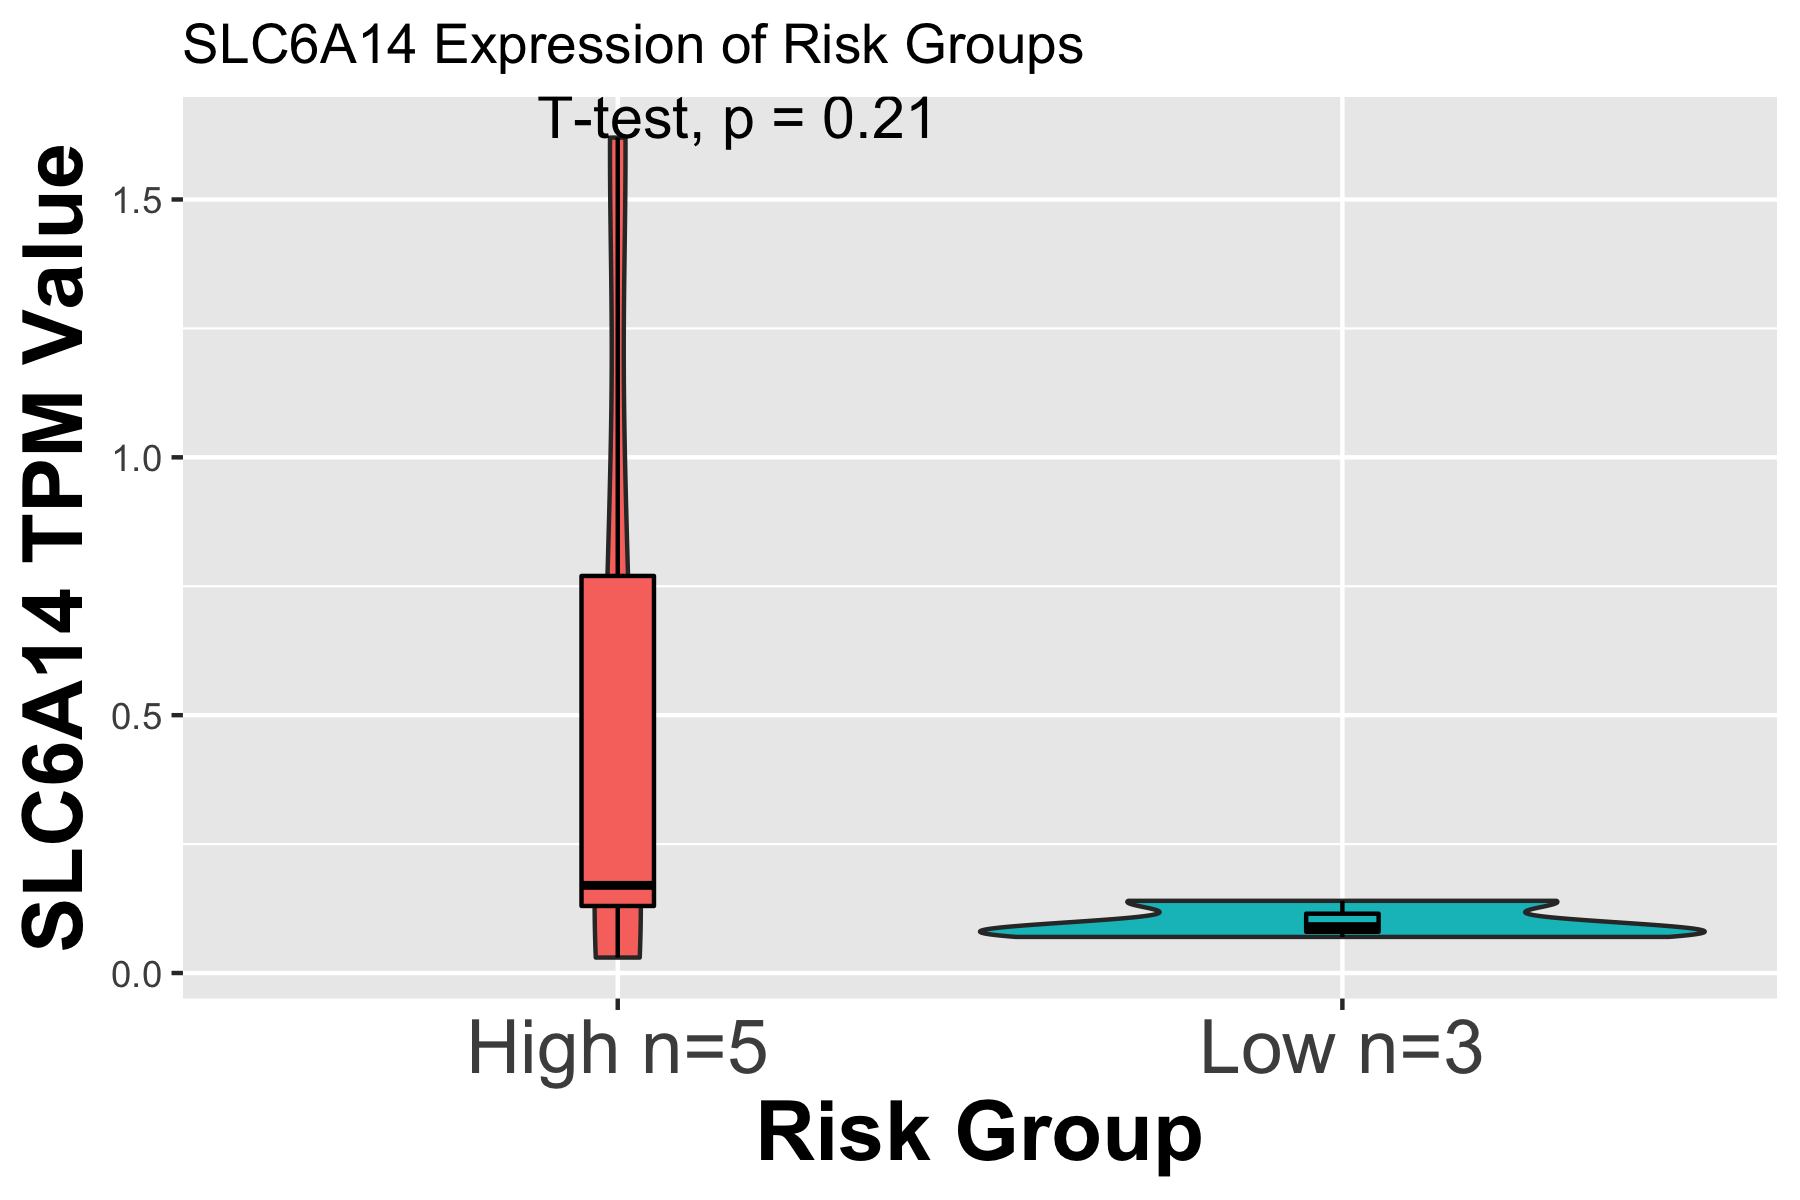 SLC6A14 Expression of Risk Groups
T-test, p = 0.21
SLC6A14 TPM Value
1.5
1.0
0.5
0.0
High n=5
Low n=3
Risk Group